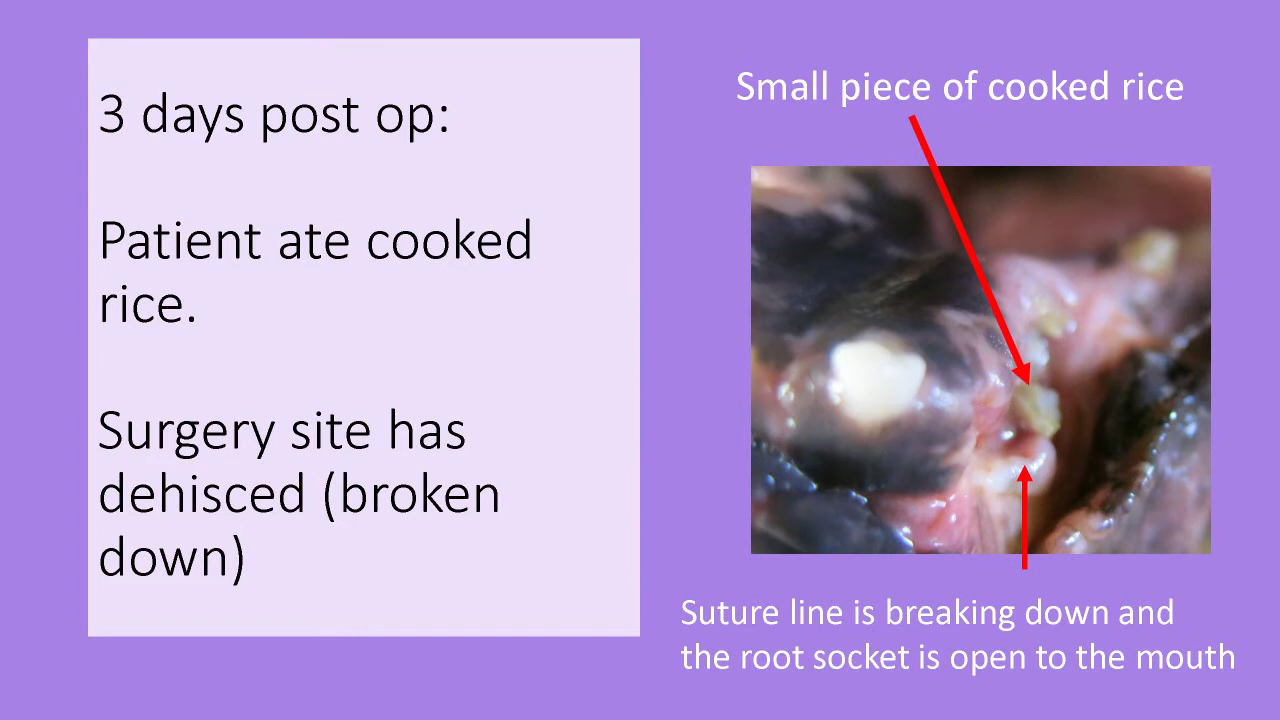 3 days post op:
Patient ate cooked
rice.
Surgery site has
dehisced (broken
down)
Small piece of cooked rice
Suture line is breaking down and
the root socket is open to the mouth